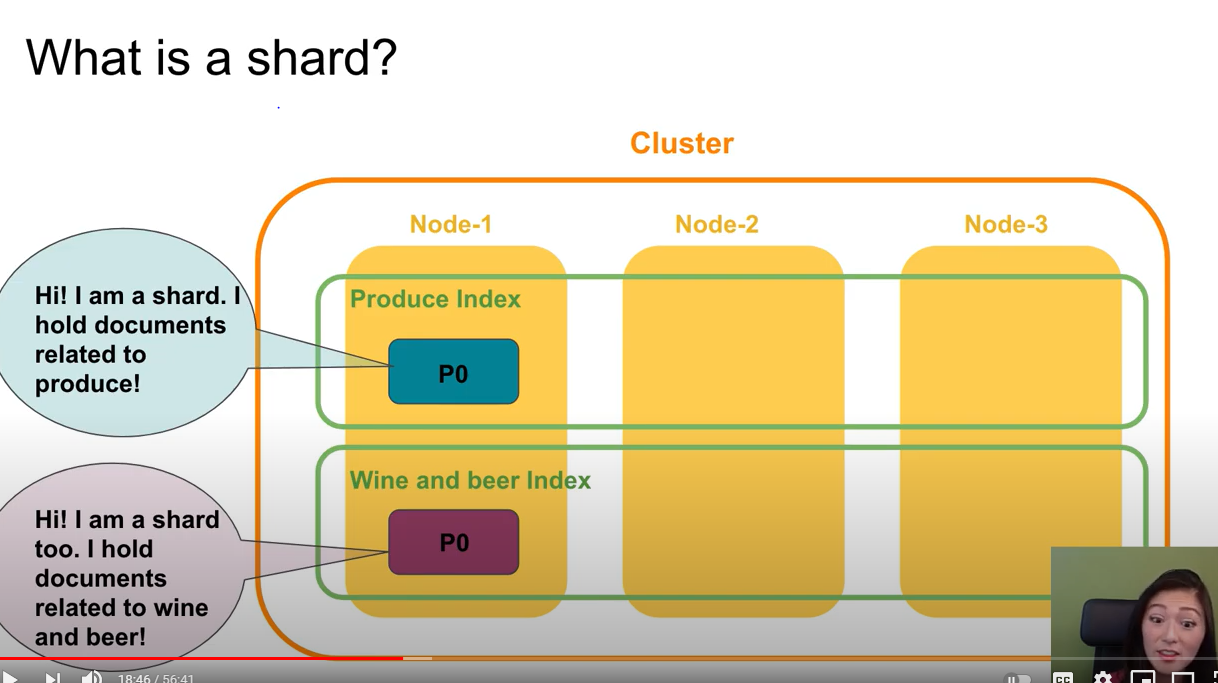 What is a shard?
Cluster
Node-1
Node-2
Node-3
Hi! I am a shard. I
hold documents
related to
produce!
Produce Index
P0
Wine and beer Index
P0
Hi! I am a shard
too. I hold
documents
related to wine
and beer!
18:46 / 56:41
CC